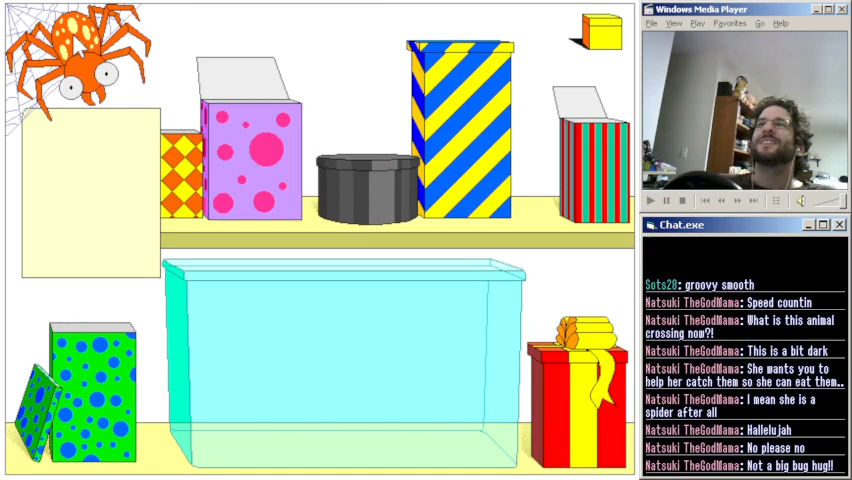 Windows Media Player
File View Play Favorites Go Help
Chat.exe
Sots28: groovy smooth
Natsuki TheGodMama: Speed countin
Natsuki TheGodMama: What is this animal
crossing now?!
Natsuki TheGodMama: This is a bit dark
Natsuki TheGodMama: She wants you to
help her catch them so she can eat them..
Natsuki TheGodMama: I mean she is a
spider after all
Natsuki TheGodMama: Hallelujah
Natsuki TheGodMama: No please no
Natsuki TheGodMama: Not a big bug hug!!